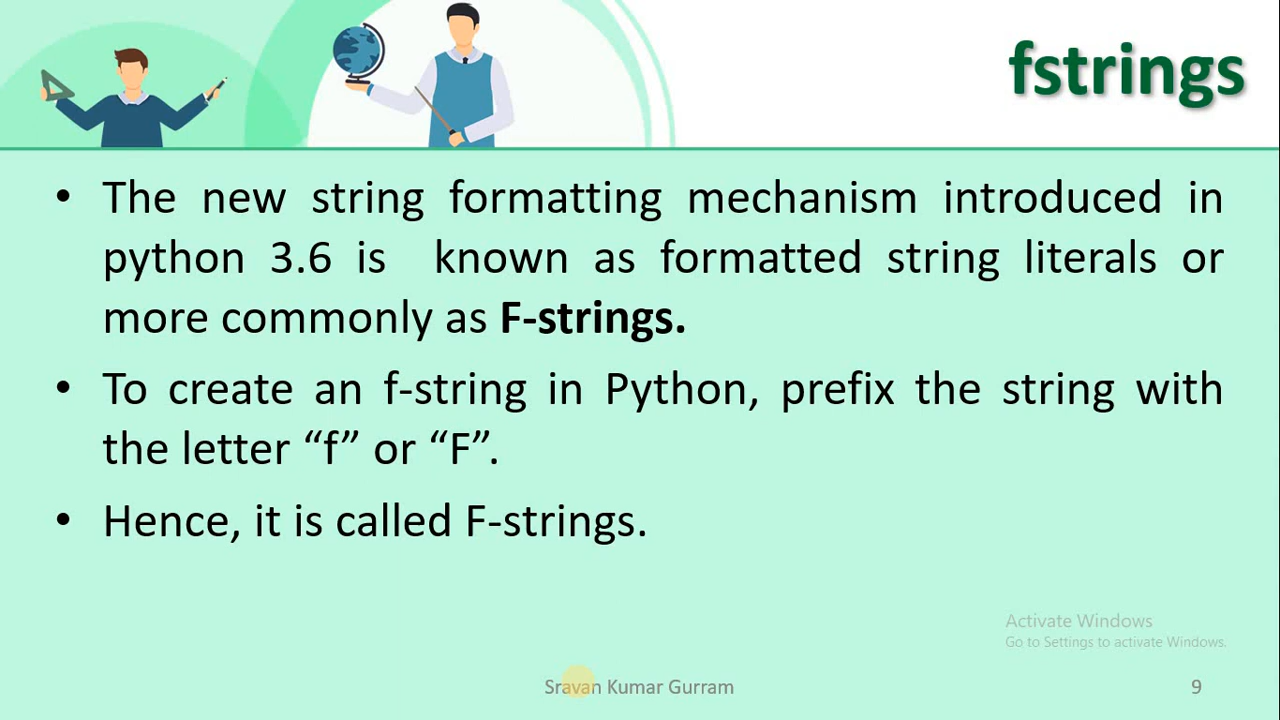 fstrings
• The new string formatting mechanism introduced in
python 3.6 is known as formatted string literals or
more commonly as F-strings.
• To create an f-string in Python, prefix the string with
the letter “f” or “F”.
• Hence, it is called F-strings.
Activate Windows
Go to Settings to activate Windows.
Sravan Kumar Gurram
9